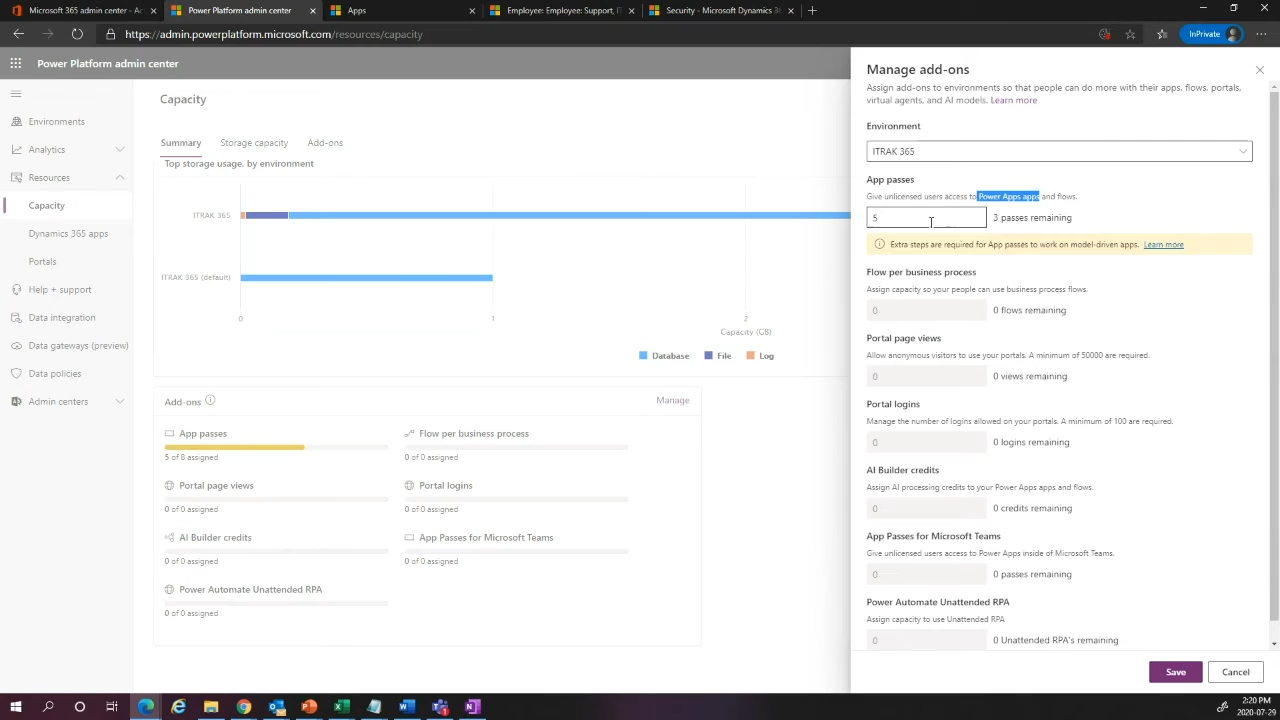 Microsoft 365 admin center - Ac
Power Platform admin center
Apps
Employee: Employee: Support, IT
Security - Dynamics 36
https://admin.powerplatform.microsoft.com/resources/capacity
InPrivate
Power Platform admin center
Environments
Analytics
Resources
Capacity
Dynamics 365 apps
Portals
Help + support
Data integration
Data gateways (preview)
Data policies
Admin centers
Capacity
Summary
Storage capacity
Add-ons
Top storage usage, by environment
ITRAK 365
ITRAK 365 (default)
0
1
2
Capacity (GB)
Database
File
Log
Add-ons
Manage
App passes
5 of 8 assigned
Flow per business process
0 of 0 assigned
Portal page views
0 of 0 assigned
Portal logins
0 of 0 assigned
AI Builder credits
0 of 0 assigned
App Passes for Microsoft Teams
0 of 0 assigned
Power Automate Unattended RPA
0 of 0 assigned
Manage add-ons
Assign add-ons to environments so that people can do more with their apps, flows, portals,
virtual agents, and AI models. Learn more
Environment
ITRAK 365
App passes
Give unlicensed users access to Power Apps apps and flows.
5
3 passes remaining
Extra steps are required for App passes to work on model-driven apps. Learn more
Flow per business process
Assign capacity so your people can use business process flows.
0
0 flows remaining
Portal page views
Allow anonymous visitors to use your portals. A minimum of 50000 are required.
0
0 views remaining
Portal logins
Manage the number of logins allowed on your portals. A minimum of 100 are required.
0
0 logins remaining
AI Builder credits
Assign AI processing credits to your Power Apps apps and flows.
0
0 credits remaining
App Passes for Microsoft Teams
Give unlicensed users access to Power Apps inside of Microsoft Teams.
0
0 passes remaining
Power Automate Unattended RPA
Assign capacity to use Unattended RPA
0
0 Unattended RPA's remaining
Save
Cancel
2:20 PM
2020-07-29